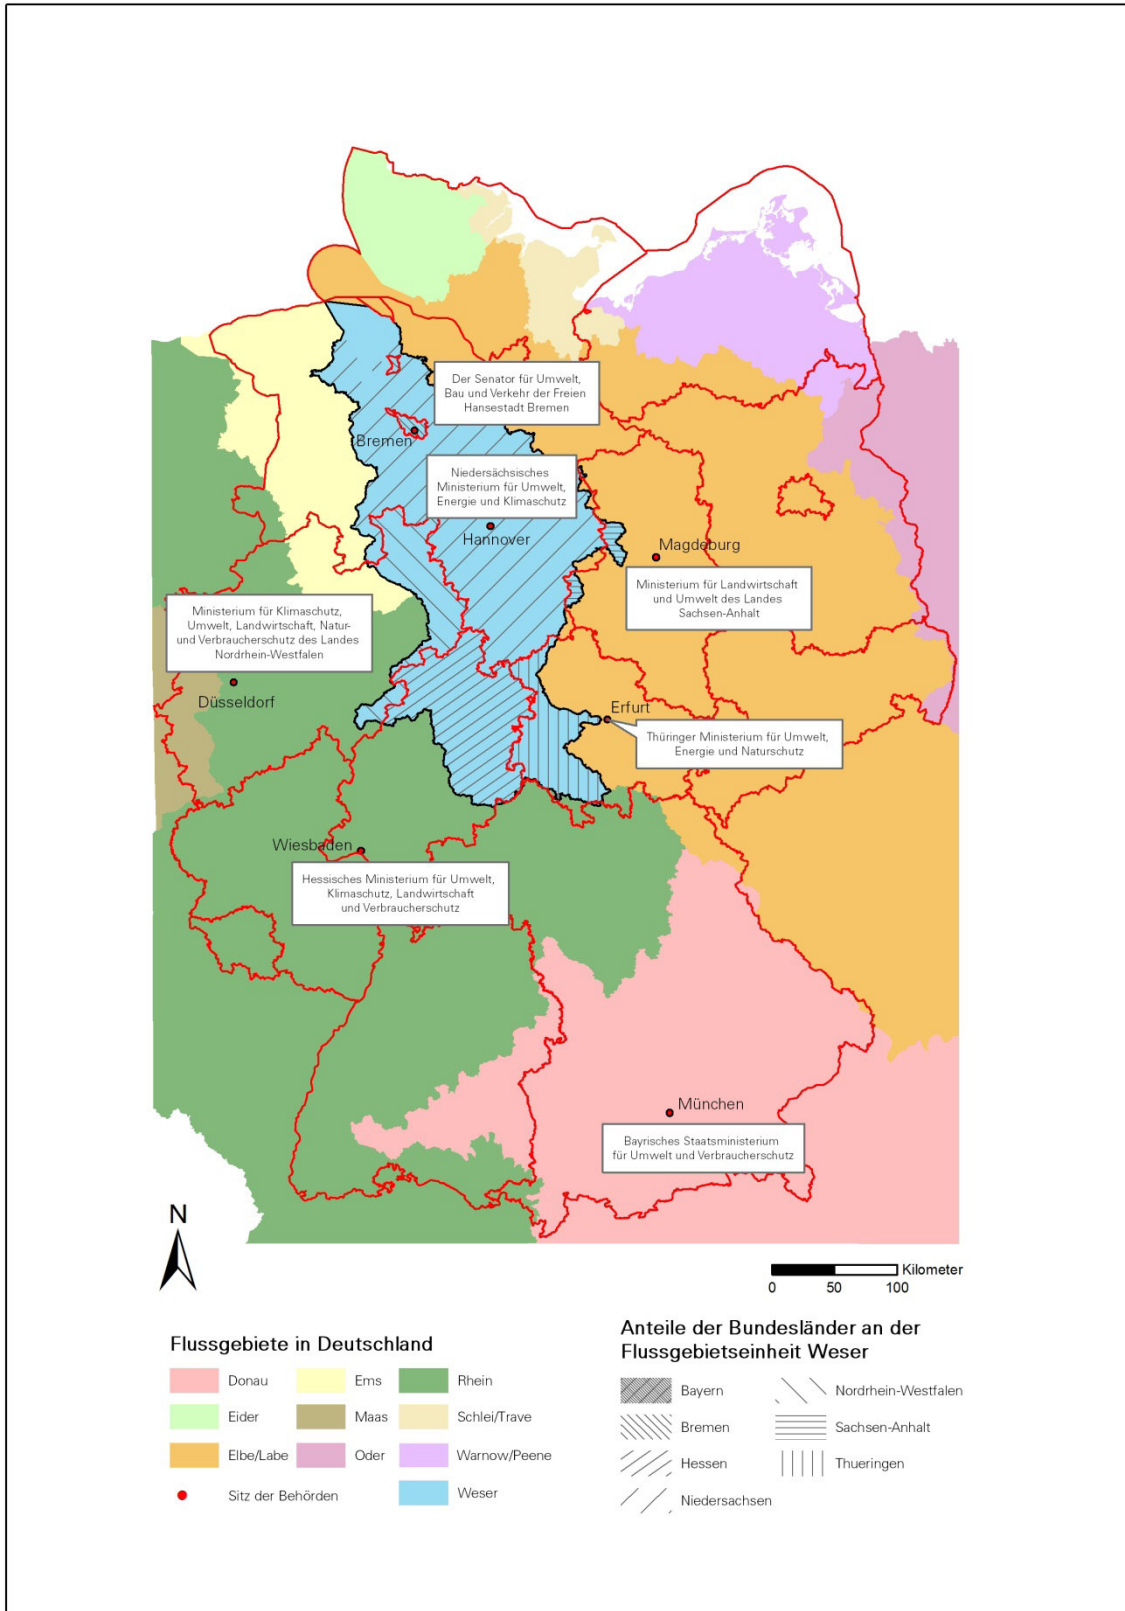 Der Senator für Umwelt,
Bau und Verkehr der Freien
Hansestadt Bremen
Bremen
Niedersächsisches
Ministerium für Umwelt,
Energie und Klimaschutz
Hannover
Magdeburg
Ministerium für Landwirtschaft
und Umwelt des Landes
Sachsen-Anhalt
Ministerium für Klimaschutz,
Umwelt, Landwirtschaft, Natur-
und Verbraucherschutz des Landes
Nordrhein-Westfalen
Düsseldorf
Erfurt
Thüringer Ministerium für Umwelt,
Energie und Naturschutz
Wiesbaden
Hessisches Ministerium für Umwelt,
Klimaschutz, Landwirtschaft
und Verbraucherschutz
München
Bayrisches Staatsministerium
für Umwelt und Verbraucherschutz
N
Kilometer
0 50 100
Flussgebiete in Deutschland
Donau
Ems
Rhein
Eider
Maas
Schlei/Trave
Elbe/Labe
Oder
Warnow/Peene
Sitz der Behörden
Weser
Anteile der Bundesländer an der
Flussgebietseinheit Weser
Bayern
Nordrhein-Westfalen
Bremen
Sachsen-Anhalt
Hessen
Thueringen
Niedersachsen